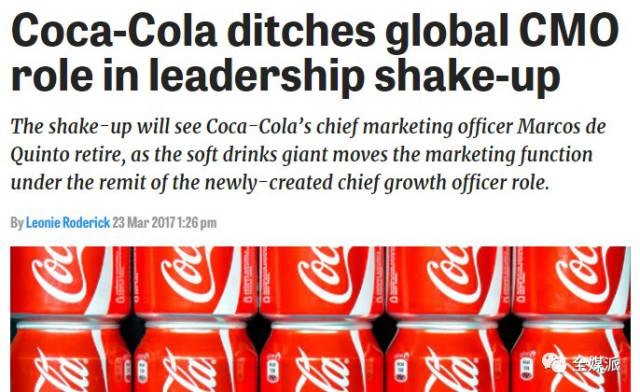 Coca-Cola ditches global CMO
role in leadership shake-up
The shake-up will see Coca-Cola's chief marketing officer Marcos de
Quinto retire, as the soft drinks giant moves the marketing function
under the remit of the newly-created chief growth officer role.
By Leonie Roderick 23 Mar 2017 1:26 pm
全媒派